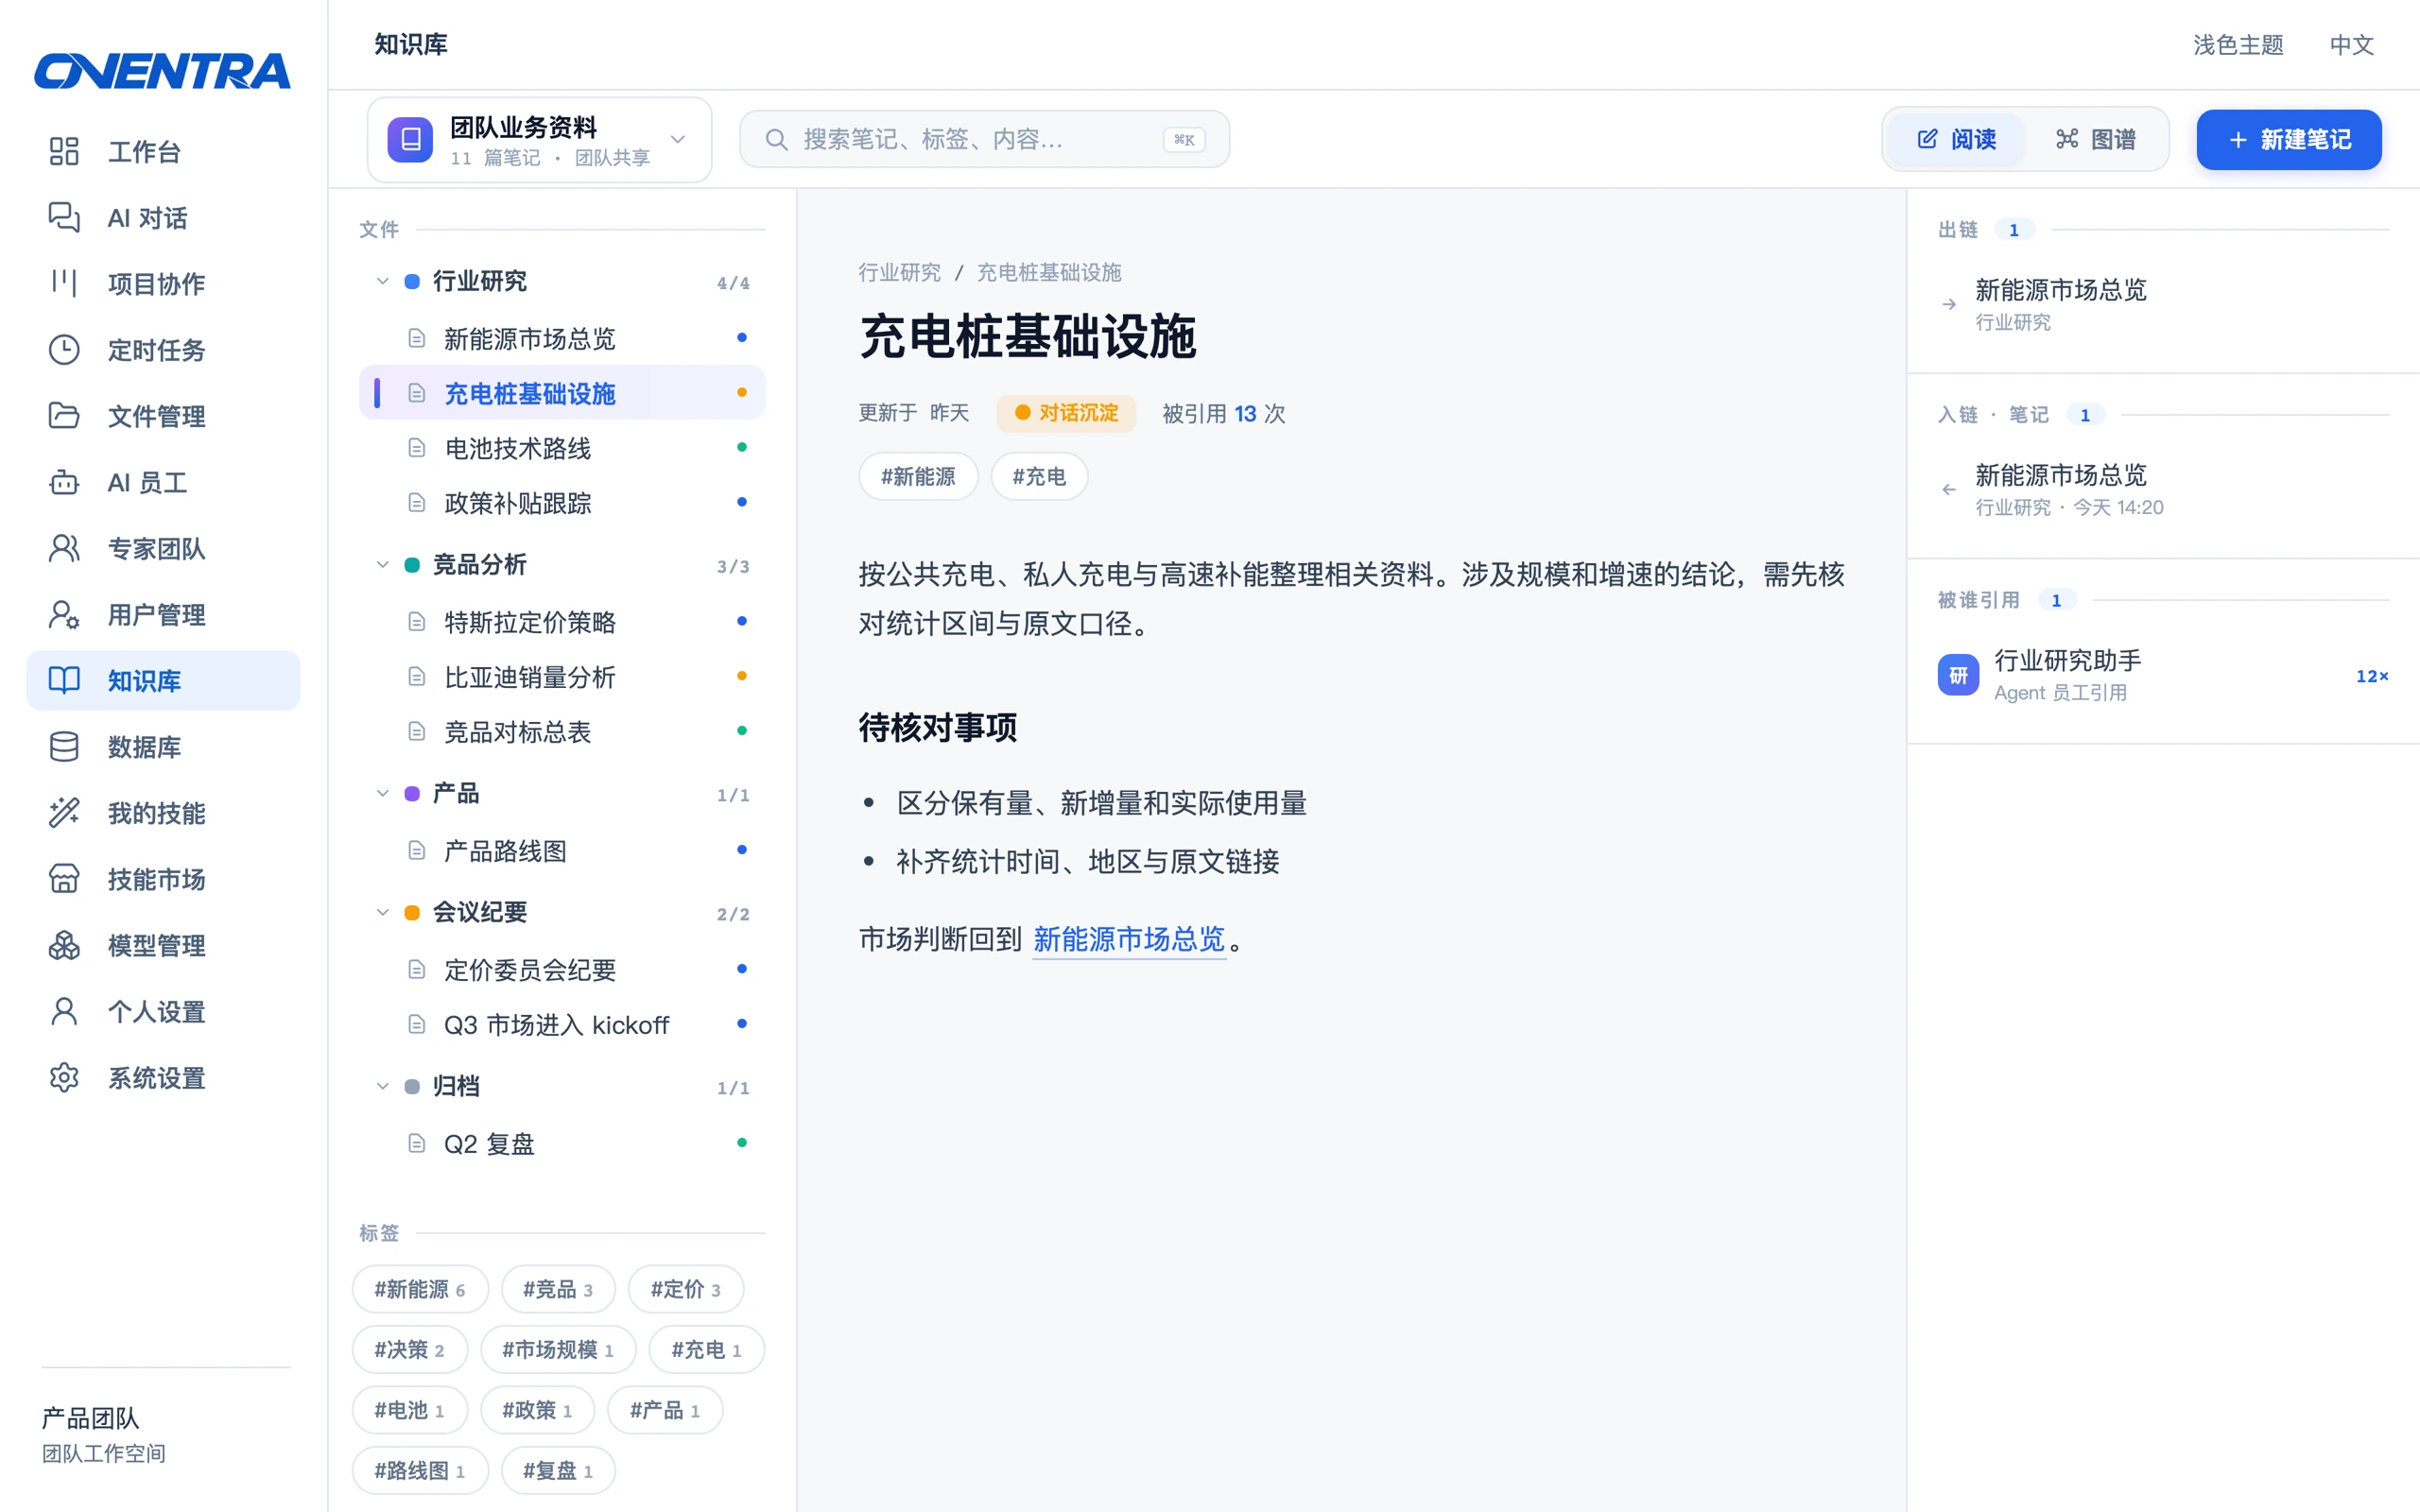 ONENTRA
工作台
AI 对话
项目协作
定时任务
文件管理
AI 员工
专家团队
用户管理
知识库
数据库
我的技能
技能市场
模型管理
个人设置
系统设置
产品团队
团队工作空间
知识库
浅色主题
中文
团队业务资料
11 篇笔记 · 团队共享
搜索笔记、标签、内容...
⌘K
阅读
图谱
新建笔记
文件
行业研究 4/4
新能源市场总览
充电桩基础设施
电池技术路线
政策补贴跟踪
竞品分析 3/3
特斯拉定价策略
比亚迪销量分析
竞品对标总表
产品 1/1
产品路线图
会议纪要 2/2
定价委员会纪要
Q3 市场进入 kickoff
归档 1/1
Q2 复盘
标签
#新能源 6 #竞品 3 #定价 3
#决策 2 #市场规模 1 #充电 1
#电池 1 #政策 1 #产品 1
#路线图 1 #复盘 1
行业研究 / 充电桩基础设施
充电桩基础设施
更新于 昨天 对话沉淀 被引用 13 次
#新能源 #充电
按公共充电、私人充电与高速补能整理相关资料。涉及规模和增速的结论，需先核
对统计区间与原文口径。
待核对事项
• 区分保有量、新增量和实际使用量
• 补齐统计时间、地区与原文链接
市场判断回到 新能源市场总览。
出链 1
→ 新能源市场总览
行业研究
入链 · 笔记 1
← 新能源市场总览
行业研究 · 今天 14:20
被谁引用 1
研 行业研究助手 12×
Agent 员工引用